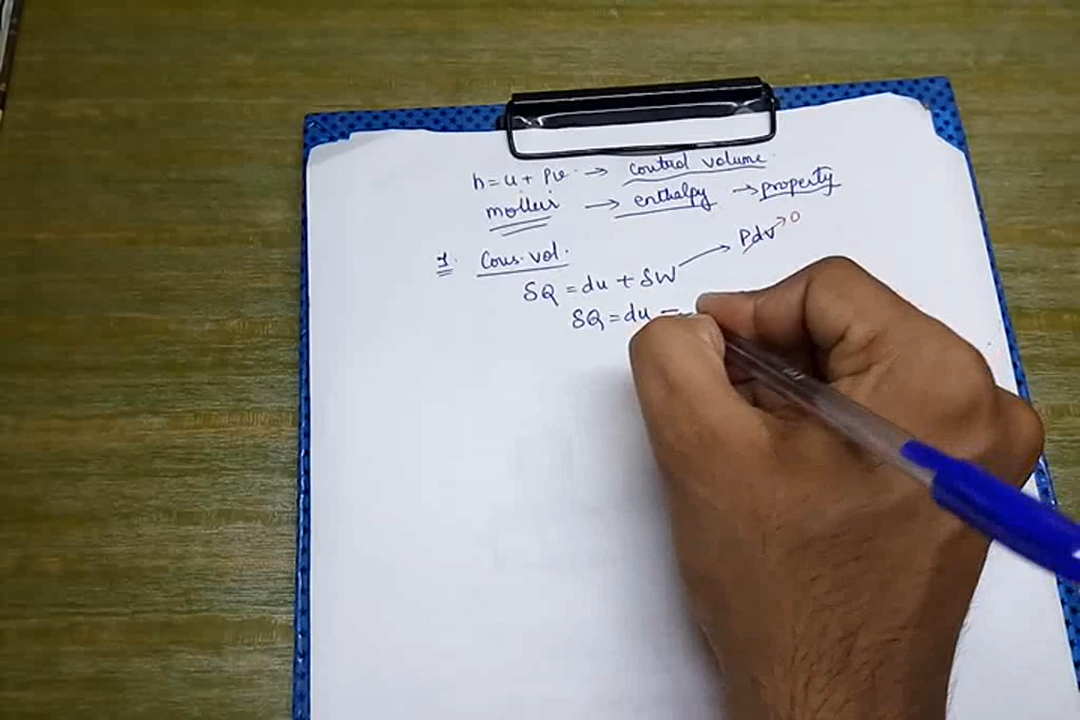 h = u + pv → control volume
mollier → enthalpy → property
1. Cons. vol.
δQ = du + δW → Pdv → 0
δQ = du =